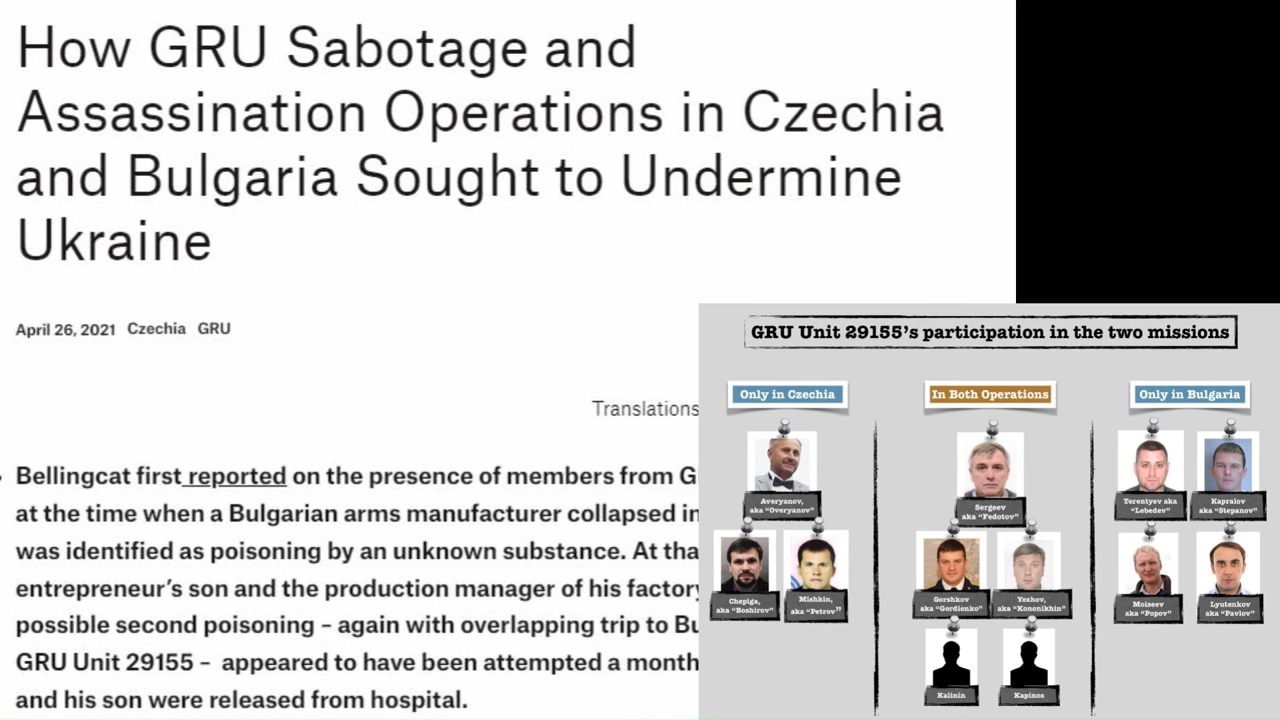 How GRU Sabotage and
Assassination Operations in Czechia
and Bulgaria Sought to Undermine
Ukraine
April 26, 2021 Czechia GRU
Translations
Bellingcat first reported on the presence of members from G
at the time when a Bulgarian arms manufacturer collapsed in
was identified as poisoning by an unknown substance. At tha
entrepreneur's son and the production manager of his factory
possible second poisoning – again with overlapping trip to Bu
GRU Unit 29155 – appeared to have been attempted a month
and his son were released from hospital.
GRU Unit 29155's participation in the two missions
Only in Czechia
Averyanov,
aka "Overyanov"
Chepiga,
aka "Boshirov"
Mishkin,
aka "Petrov"
In Both Operations
Sergeev
aka "Fedotov"
Gorshkov
aka "Gordienko"
Yezhov,
aka "Kononikhin"
Kalinin
Kapinos
Only in Bulgaria
Terentyev aka
"Lebedev"
Kapralov
aka "Stepanov"
Moiseev
aka "Popov"
Lyutenkov
aka "Pavlov"